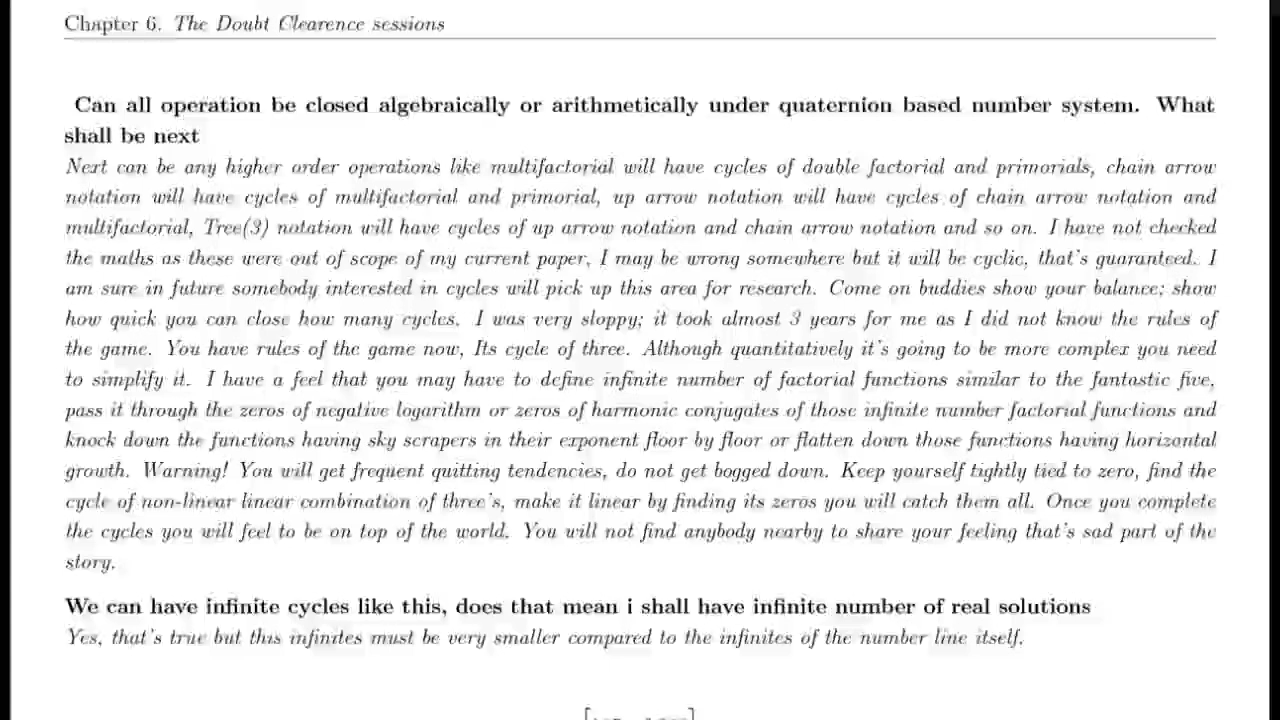 Chapter 6. The Doubt Clearence sessions
Can all operation be closed algebraically or arithmetically under quaternion based number system. What
shall be next
Next can be any higher order operations like multifactorial will have cycles of double factorial and primorials, chain arrow
notation will have cycles of multifactorial and primorial, up arrow notation will have cycles of chain arrow notation and
multifactorial, Tree(3) notation will have cycles of up arrow notation and chain arrow notation and so on. I have not checked
the maths as these were out of scope of my current paper, I may be wrong somewhere but it will be cyclic, that's guaranteed. I
am sure in future somebody interested in cycles will pick up this area for research. Come on buddies show your balance; show
how quick you can close how many cycles. I was very sloppy; it took almost 3 years for me as I did not know the rules of
the game. You have rules of the game now, Its cycle of three. Although quantitatively it's going to be more complex you need
to simplify it. I have a feel that you may have to define infinite number of factorial functions similar to the fantastic five,
pass it through the zeros of negative logarithm or zeros of harmonic conjugates of those infinite number factorial functions and
knock down the functions having sky scrapers in their exponent floor by floor or flatten down those functions having horizontal
growth. Warning! You will get frequent quitting tendencies, do not get bogged down. Keep yourself tightly tied to zero, find the
cycle of non-linear linear combination of three's, make it linear by finding its zeros you will catch them all. Once you complete
the cycles you will feel to be on top of the world. You will not find anybody nearby to share your feeling that's sad part of the
story.
We can have infinite cycles like this, does that mean i shall have infinite number of real solutions
Yes, that's true but this infinites must be very smaller compared to the infinites of the number line itself.